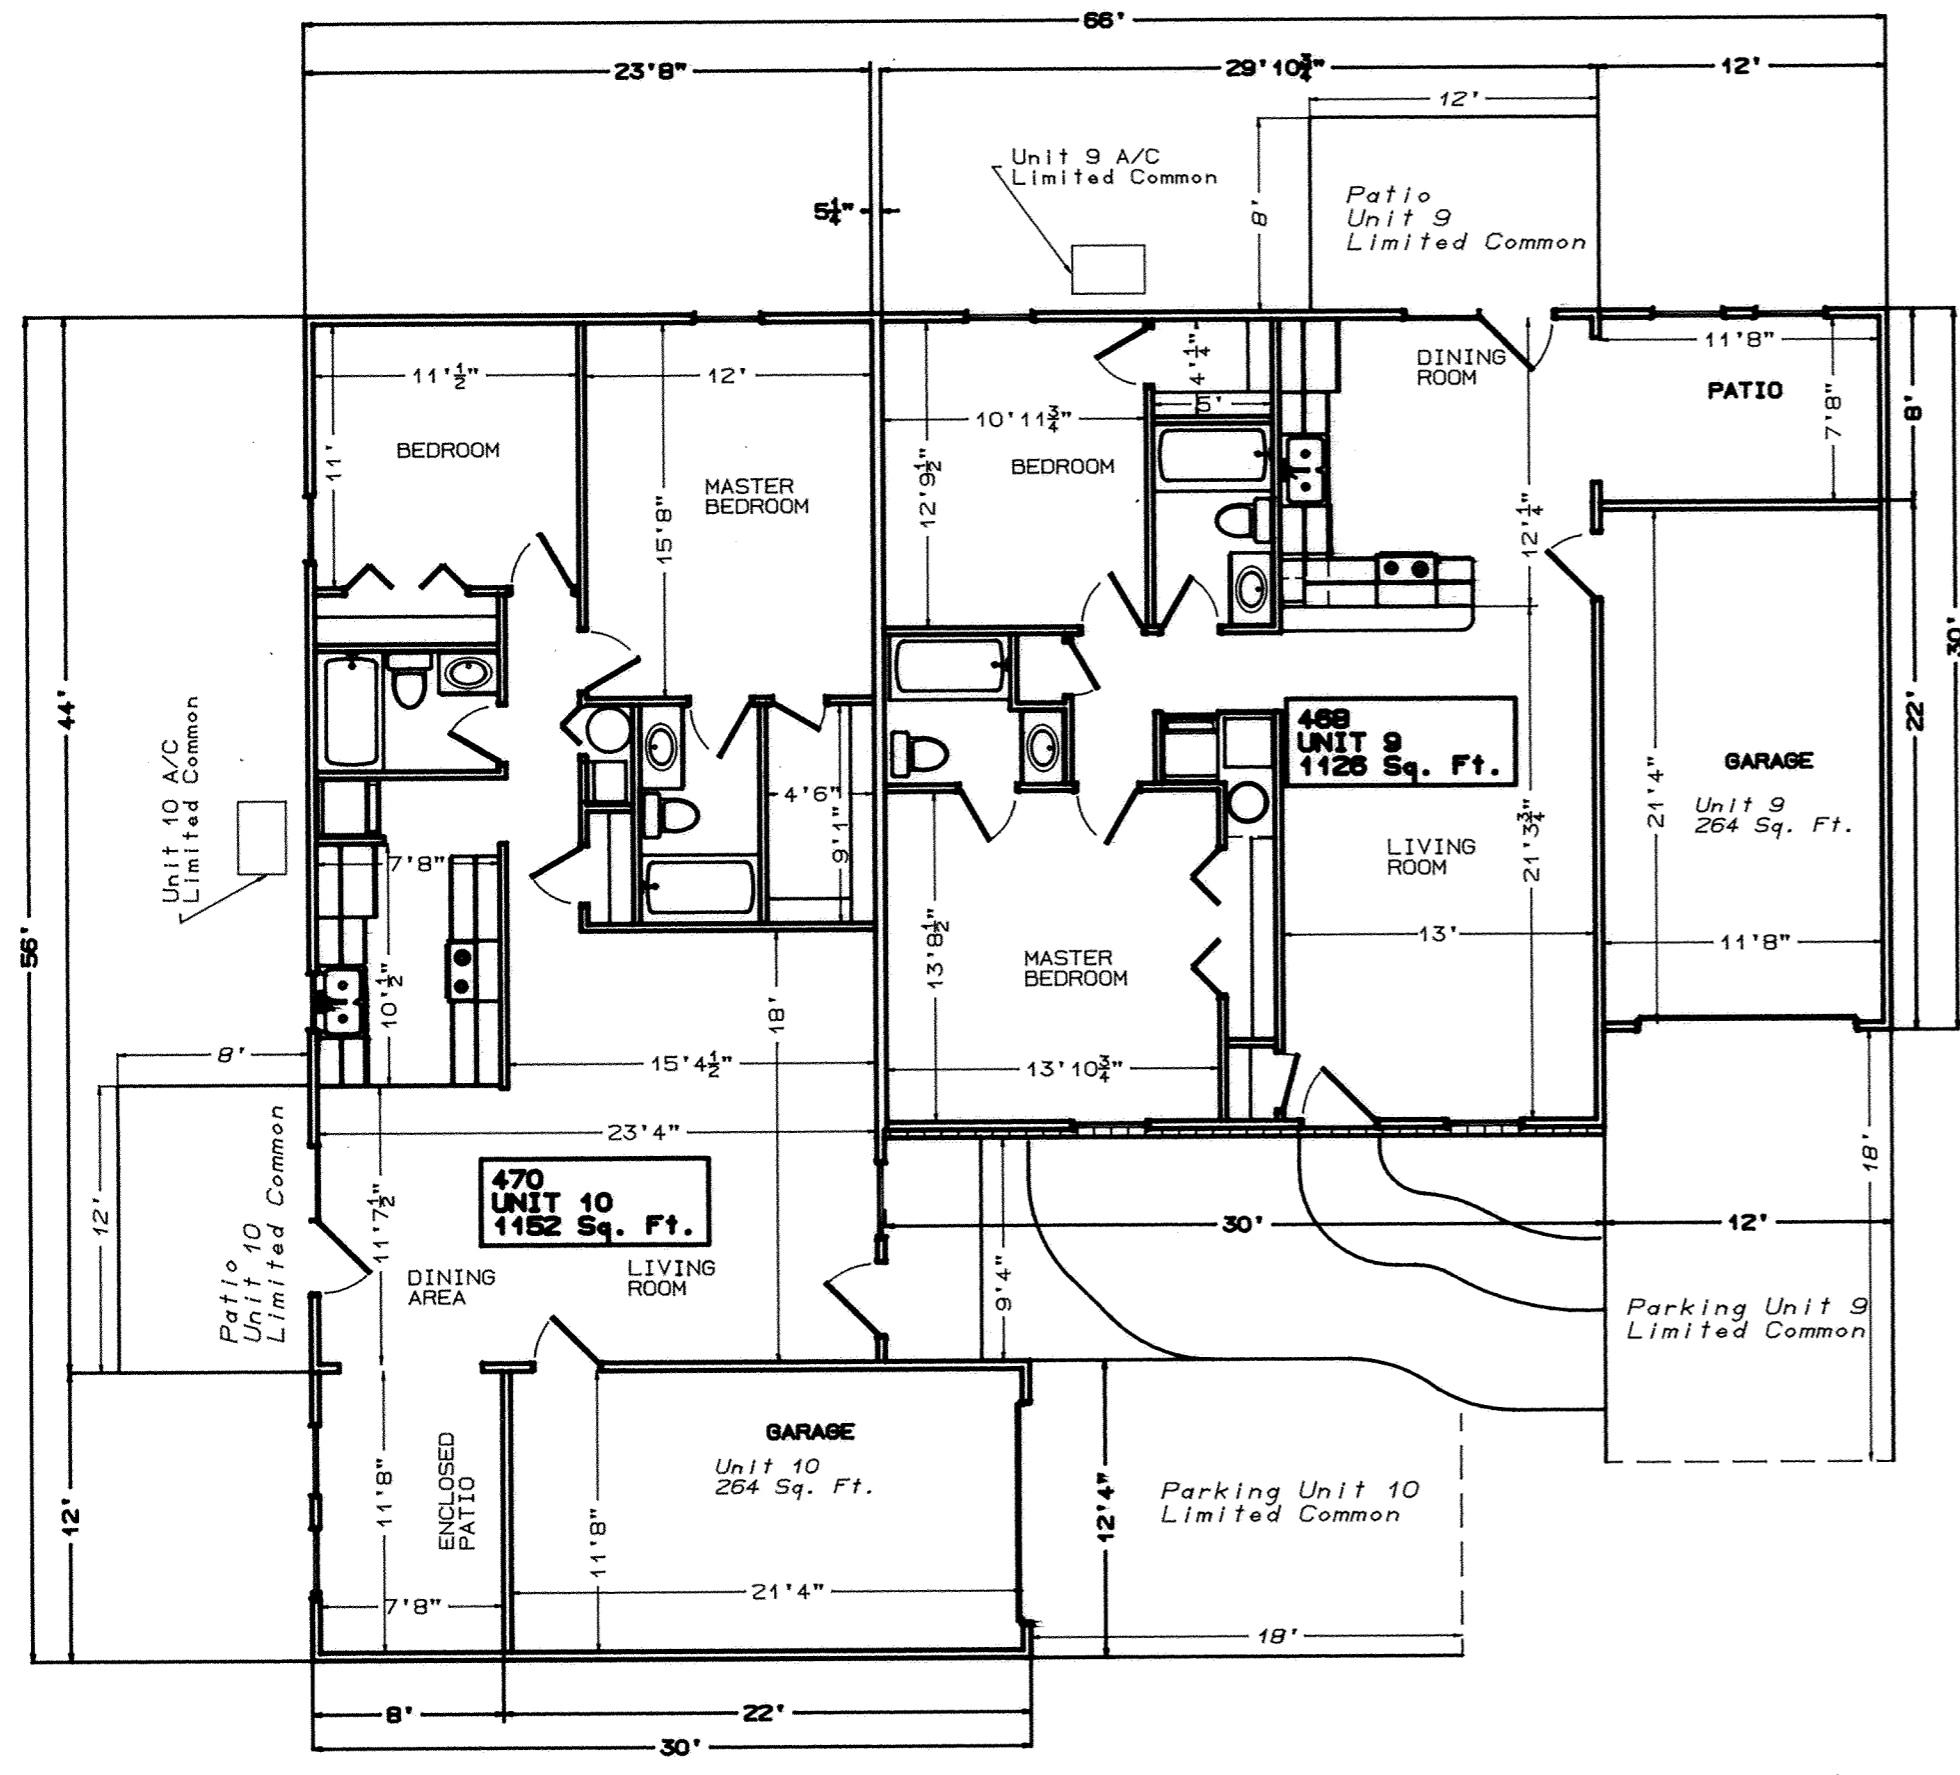 66'
23'8"
29'10¾"
12'
12'
Unit 9 A/C
Limited Common
8'
Patio
Unit 9
Limited Common
5¼"
11'½"
12'
BEDROOM
11'
MASTER
BEDROOM
15'8"
10'11¾"
BEDROOM
12'9½"
4'¼"
5'
DINING
ROOM
12'¼"
11'8"
PATIO
7'8"
8'
30'
22'
44'
56'
Unit 10 A/C
Limited Common
4'6"
9'1"
7'8"
10'½"
468
UNIT 9
1126 Sq. Ft.
GARAGE
Unit 9
264 Sq. Ft.
21'4"
LIVING
ROOM
21'3¾"
13'
11'8"
MASTER
BEDROOM
13'8½"
13'10¾"
18'
15'4½"
8'
23'4"
12'
Patio
Unit 10
Limited Common
11'7½"
470
UNIT 10
1152 Sq. Ft.
DINING
AREA
LIVING
ROOM
30'
12'
9'4"
18'
Parking Unit 9
Limited Common
12'
11'8"
ENCLOSED
PATIO
7'8"
GARAGE
Unit 10
264 Sq. Ft.
11'8"
21'4"
12'4"
Parking Unit 10
Limited Common
18'
8'
22'
30'